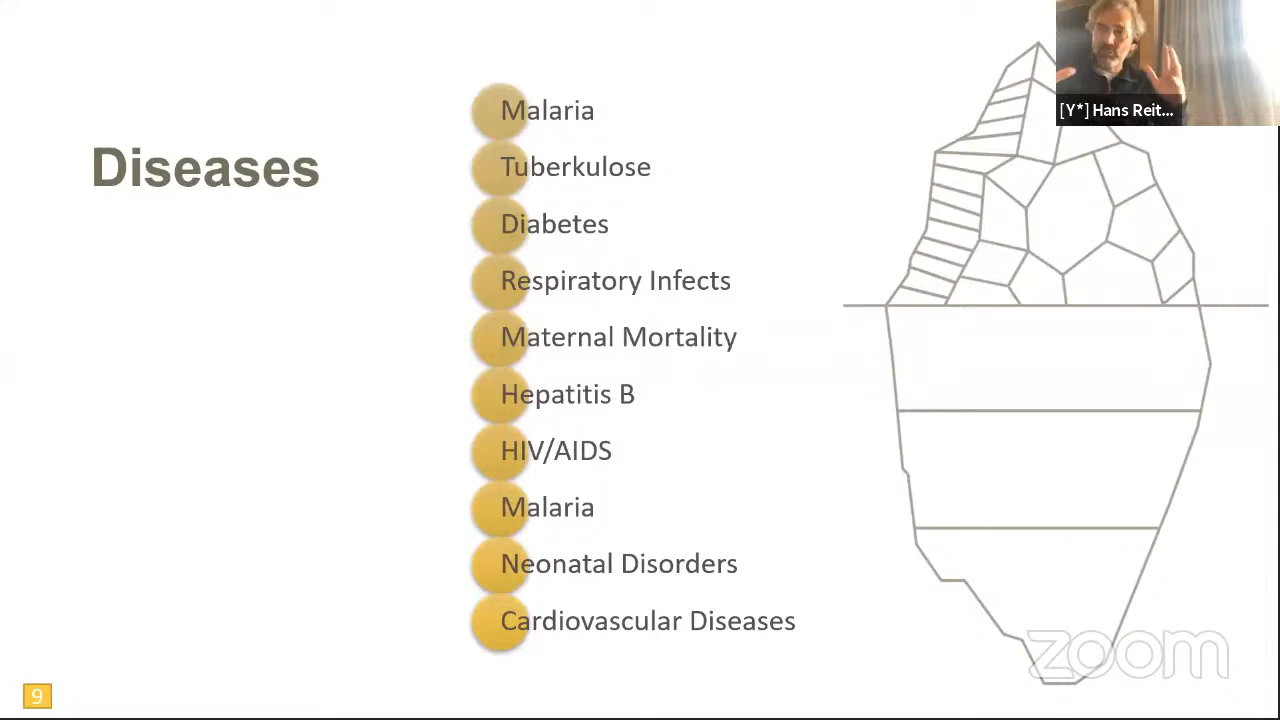 [Y*] Hans Reit...
Diseases
Malaria
Tuberkulose
Diabetes
Respiratory Infects
Maternal Mortality
Hepatitis B
HIV/AIDS
Malaria
Neonatal Disorders
Cardiovascular Diseases
zoom
9